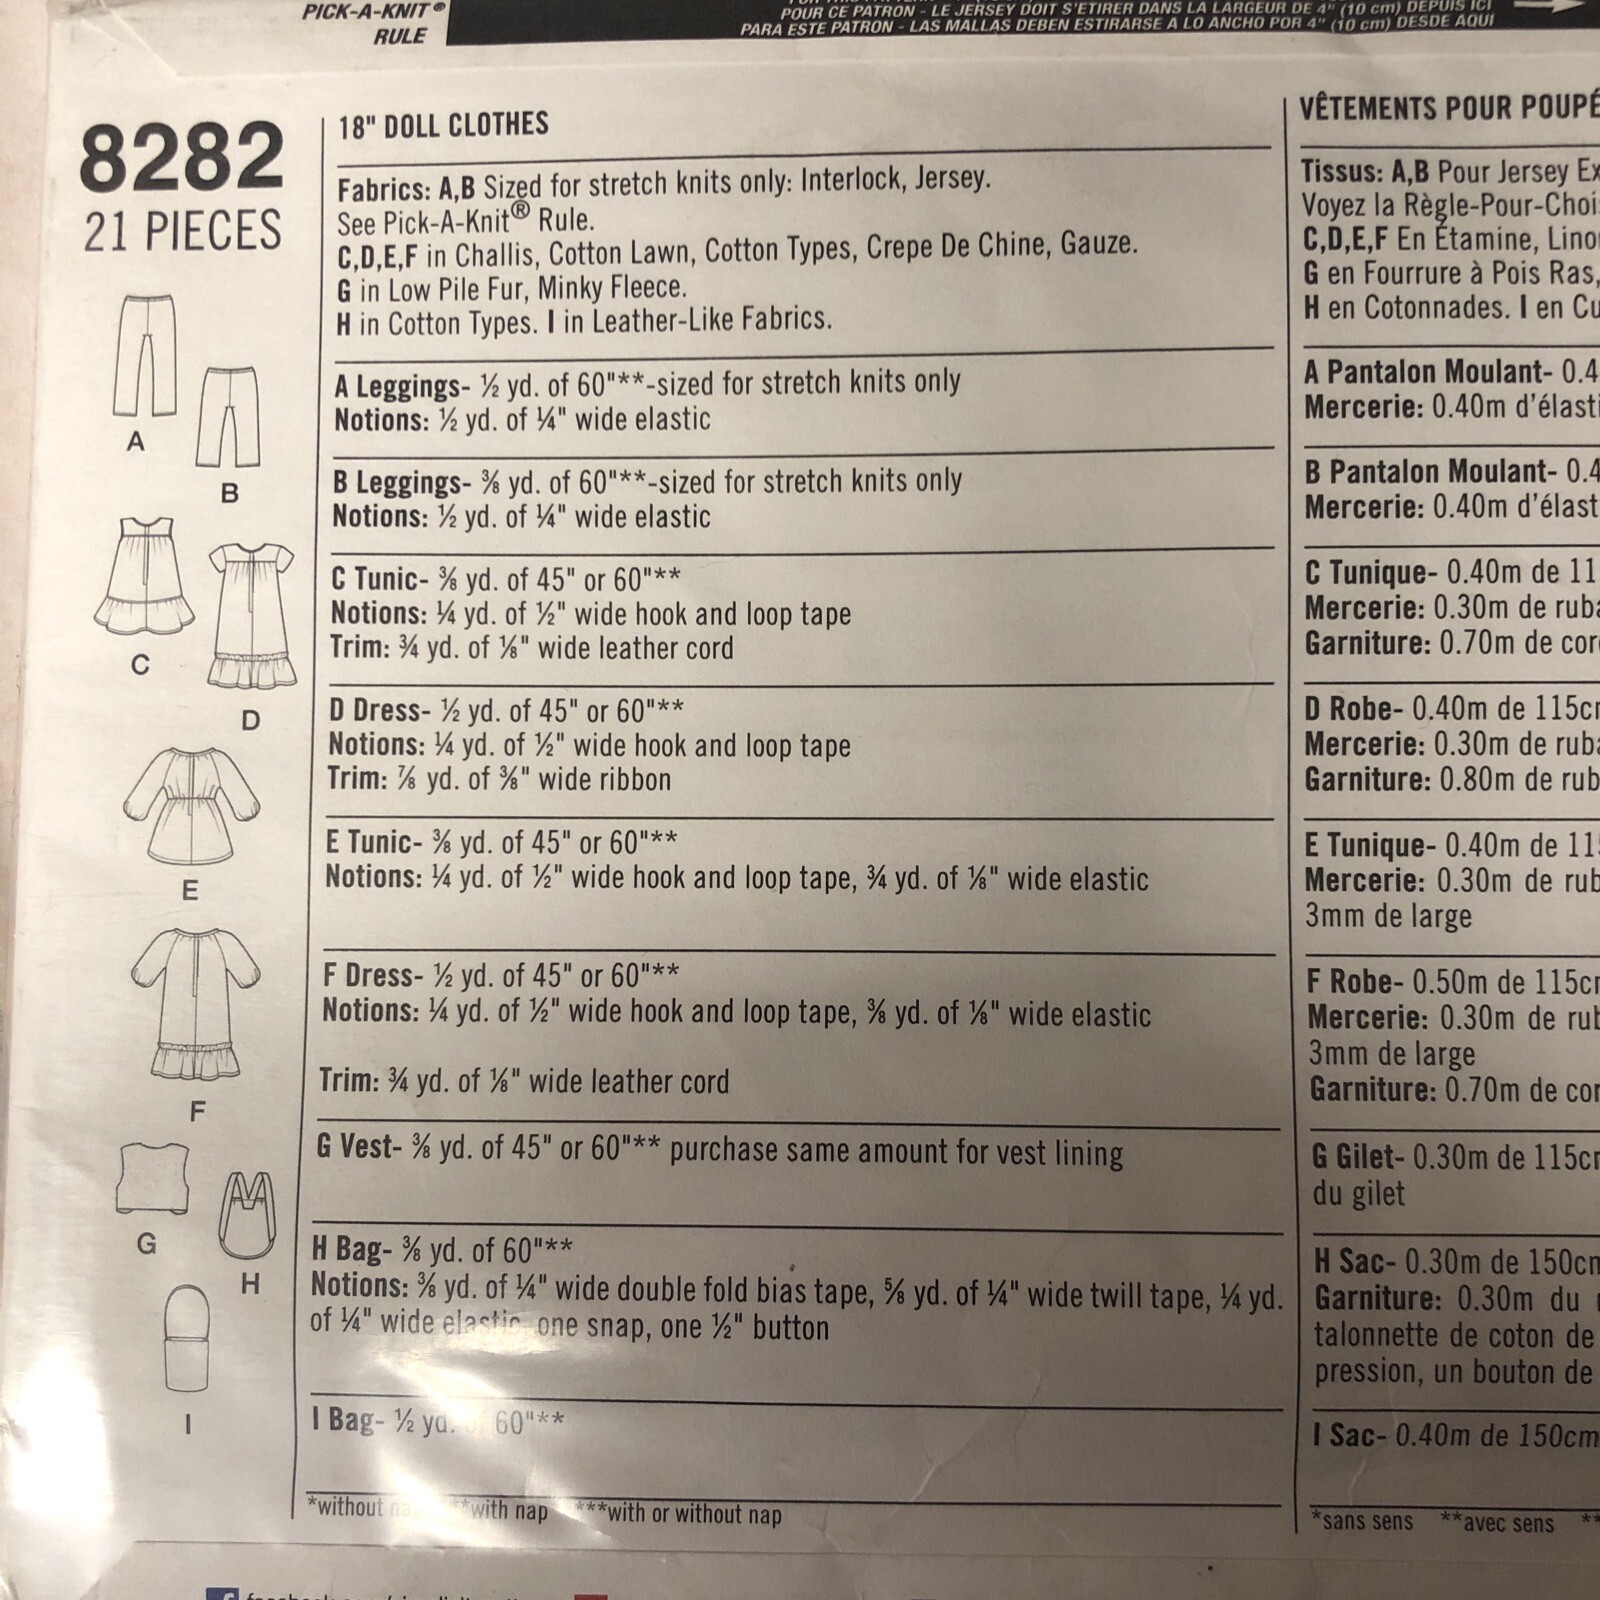 PICK-A-KNIT®
RULE
POUR CE PATRON - LE JERSEY DOIT S'ETIRER DANS LA LARGEUR DE 4" (10 cm) DEPUIS ICI
PARA ESTE PATRON - LAS MALLAS DEBEN ESTIRARSE A LO ANCHO POR 4" (10 cm) DESDE AQUI
8282
21 PIECES
A
B
C
D
E
F
G
H
I
18" DOLL CLOTHES
Fabrics: A,B Sized for stretch knits only: Interlock, Jersey.
See Pick-A-Knit® Rule.
C,D,E,F in Challis, Cotton Lawn, Cotton Types, Crepe De Chine, Gauze.
G in Low Pile Fur, Minky Fleece.
H in Cotton Types. I in Leather-Like Fabrics.
A Leggings- ½ yd. of 60"**-sized for stretch knits only
Notions: ½ yd. of ¼" wide elastic
B Leggings- ⅜ yd. of 60"**-sized for stretch knits only
Notions: ½ yd. of ¼" wide elastic
C Tunic- ⅜ yd. of 45" or 60"**
Notions: ¼ yd. of ½" wide hook and loop tape
Trim: ¾ yd. of ⅛" wide leather cord
D Dress- ½ yd. of 45" or 60"**
Notions: ¼ yd. of ½" wide hook and loop tape
Trim: ⅞ yd. of ⅜" wide ribbon
E Tunic- ⅜ yd. of 45" or 60"**
Notions: ¼ yd. of ½" wide hook and loop tape, ¾ yd. of ⅛" wide elastic
F Dress- ½ yd. of 45" or 60"**
Notions: ¼ yd. of ½" wide hook and loop tape, ⅜ yd. of ⅛" wide elastic
Trim: ¾ yd. of ⅛" wide leather cord
G Vest- ⅜ yd. of 45" or 60"** purchase same amount for vest lining
H Bag- ⅜ yd. of 60"**
Notions: ⅜ yd. of ¼" wide double fold bias tape, ⅝ yd. of ¼" wide twill tape, ¼ yd.
of ¼" wide elastic, one snap, one ½" button
I Bag- ½ yd. of 60"**
*without nap **with nap ***with or without nap
VÊTEMENTS POUR POUPÉ
Tissus: A,B Pour Jersey Ex
Voyez la Règle-Pour-Choi
C,D,E,F En Étamine, Lino
G en Fourrure à Pois Ras,
H en Cotonnades. I en Cu
A Pantalon Moulant- 0.4
Mercerie: 0.40m d'élasti
B Pantalon Moulant- 0.4
Mercerie: 0.40m d'élast
C Tunique- 0.40m de 11
Mercerie: 0.30m de ruba
Garniture: 0.70m de cor
D Robe- 0.40m de 115cm
Mercerie: 0.30m de ruba
Garniture: 0.80m de rub
E Tunique- 0.40m de 115
Mercerie: 0.30m de rub
3mm de large
F Robe- 0.50m de 115cm
Mercerie: 0.30m de rub
3mm de large
Garniture: 0.70m de cor
G Gilet- 0.30m de 115cm
du gilet
H Sac- 0.30m de 150cm
Garniture: 0.30m du
talonnette de coton de
pression, un bouton de
I Sac- 0.40m de 150cm
*sans sens **avec sens **